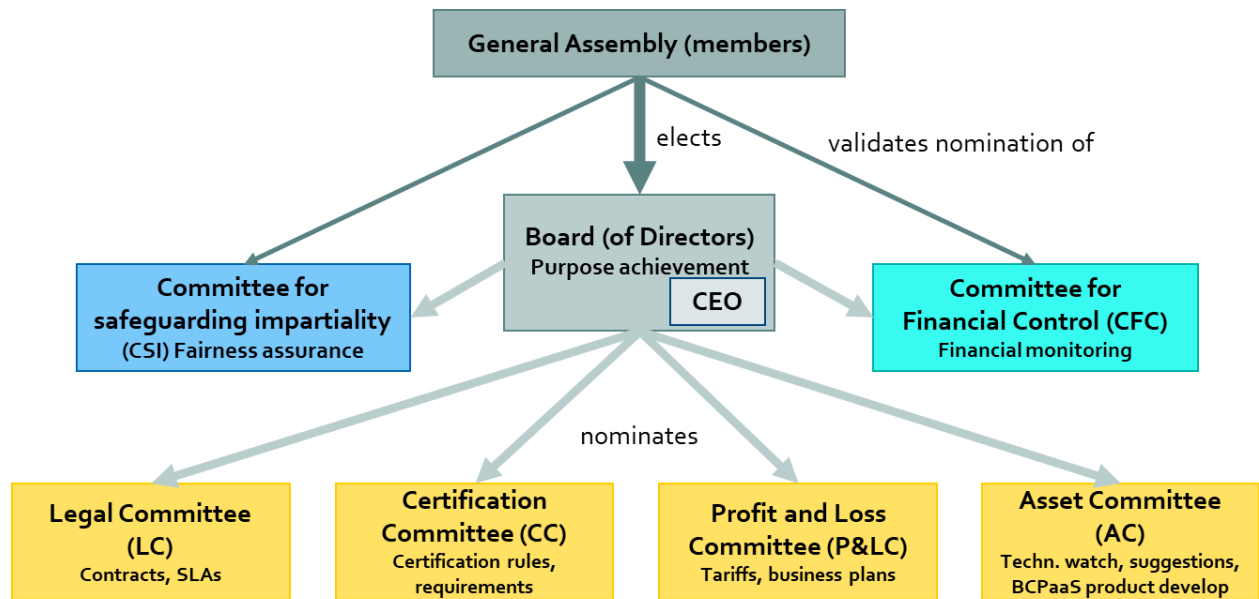 General Assembly (members)
elects
validates nomination of
Board (of Directors)
Purpose achievement
CEO
Committee for
safeguarding impartiality
(CSI) Fairness assurance
Committee for
Financial Control (CFC)
Financial monitoring
nominates
Legal Committee
(LC)
Contracts, SLAs
Certification
Committee (CC)
Certification rules,
requirements
Profit and Loss
Committee (P&LC)
Tariffs, business plans
Asset Committee
(AC)
Techn. watch, suggestions,
BCPaaS product develop